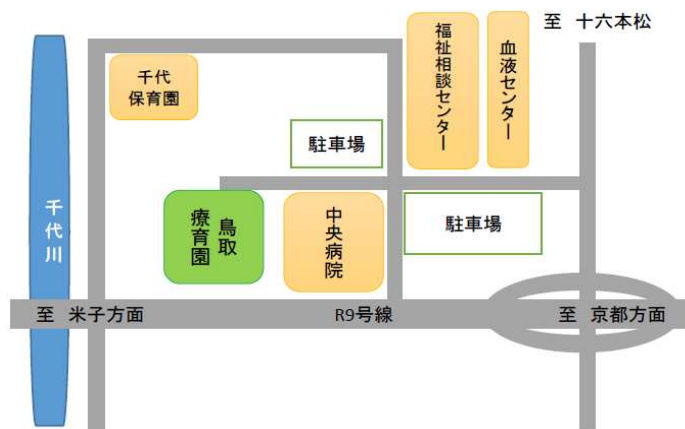 至 十六本松
千代
保育園
福祉相談センター
血液センター
駐車場
千代川
鳥取
療育園
中央病院
駐車場
至 米子方面
R9号線
至 京都方面